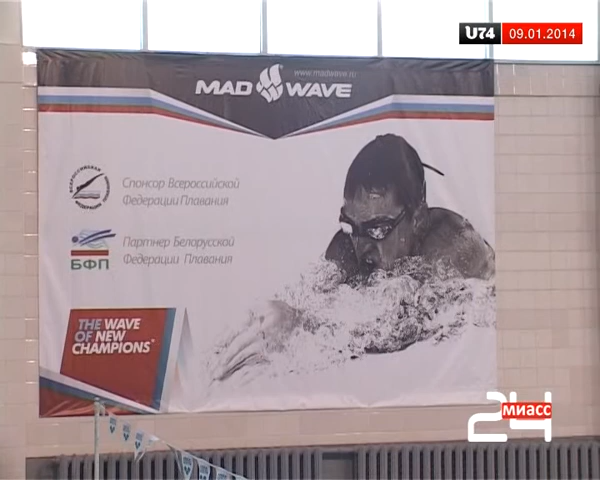 U74 09.01.2014
www.madwave.ru
MAD WAVE
Спонсор Всероссийской
Федерации Плавания
Партнер Белорусской
Федерации Плавания
БФП
THE WAVE
OF NEW
CHAMPIONS
24 МИАСС